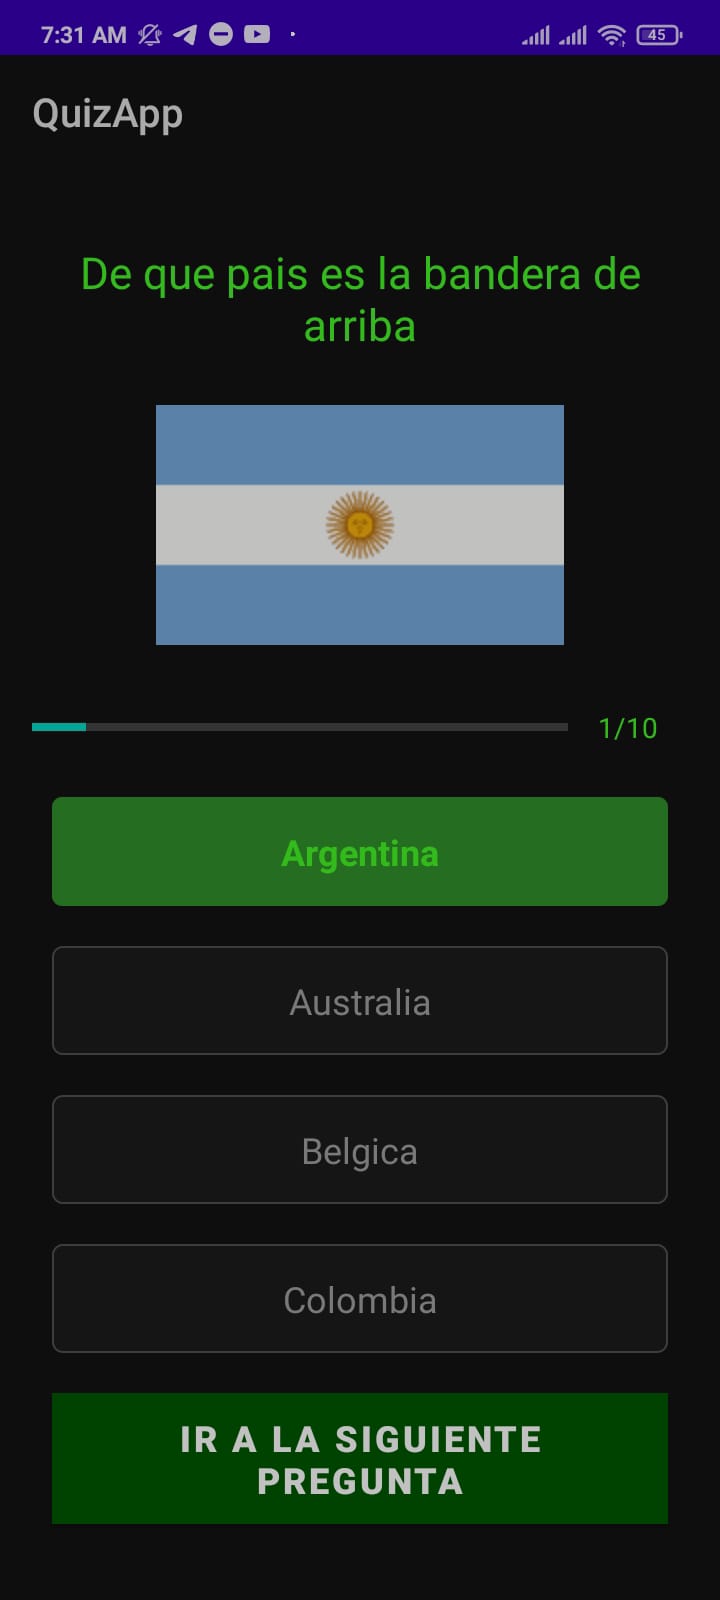 7:31 AM
45
QuizApp
De que pais es la bandera de
arriba
1/10
Argentina
Australia
Belgica
Colombia
IR A LA SIGUIENTE
PREGUNTA